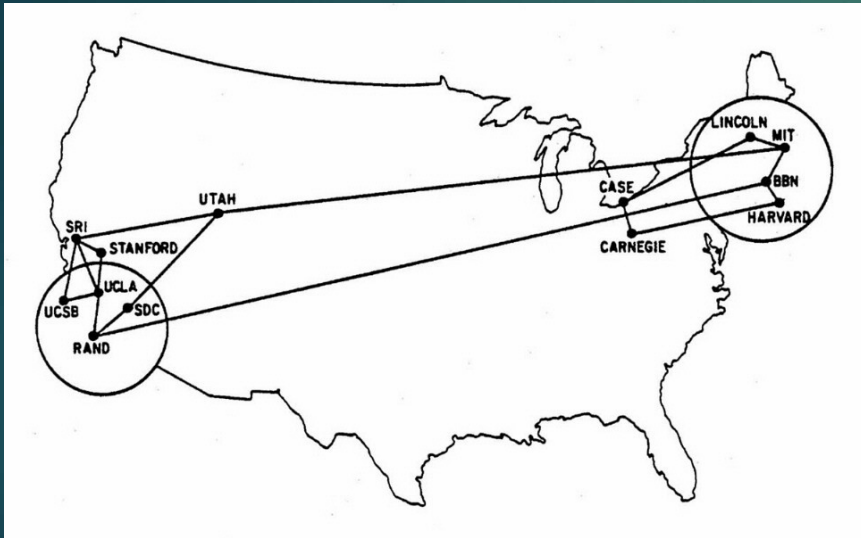 LINCOLN
MIT
CASE
BBN
UTAH
HARVARD
SRI
STANFORD
CARNEGIE
UCLA
UCSB
SDC
RAND